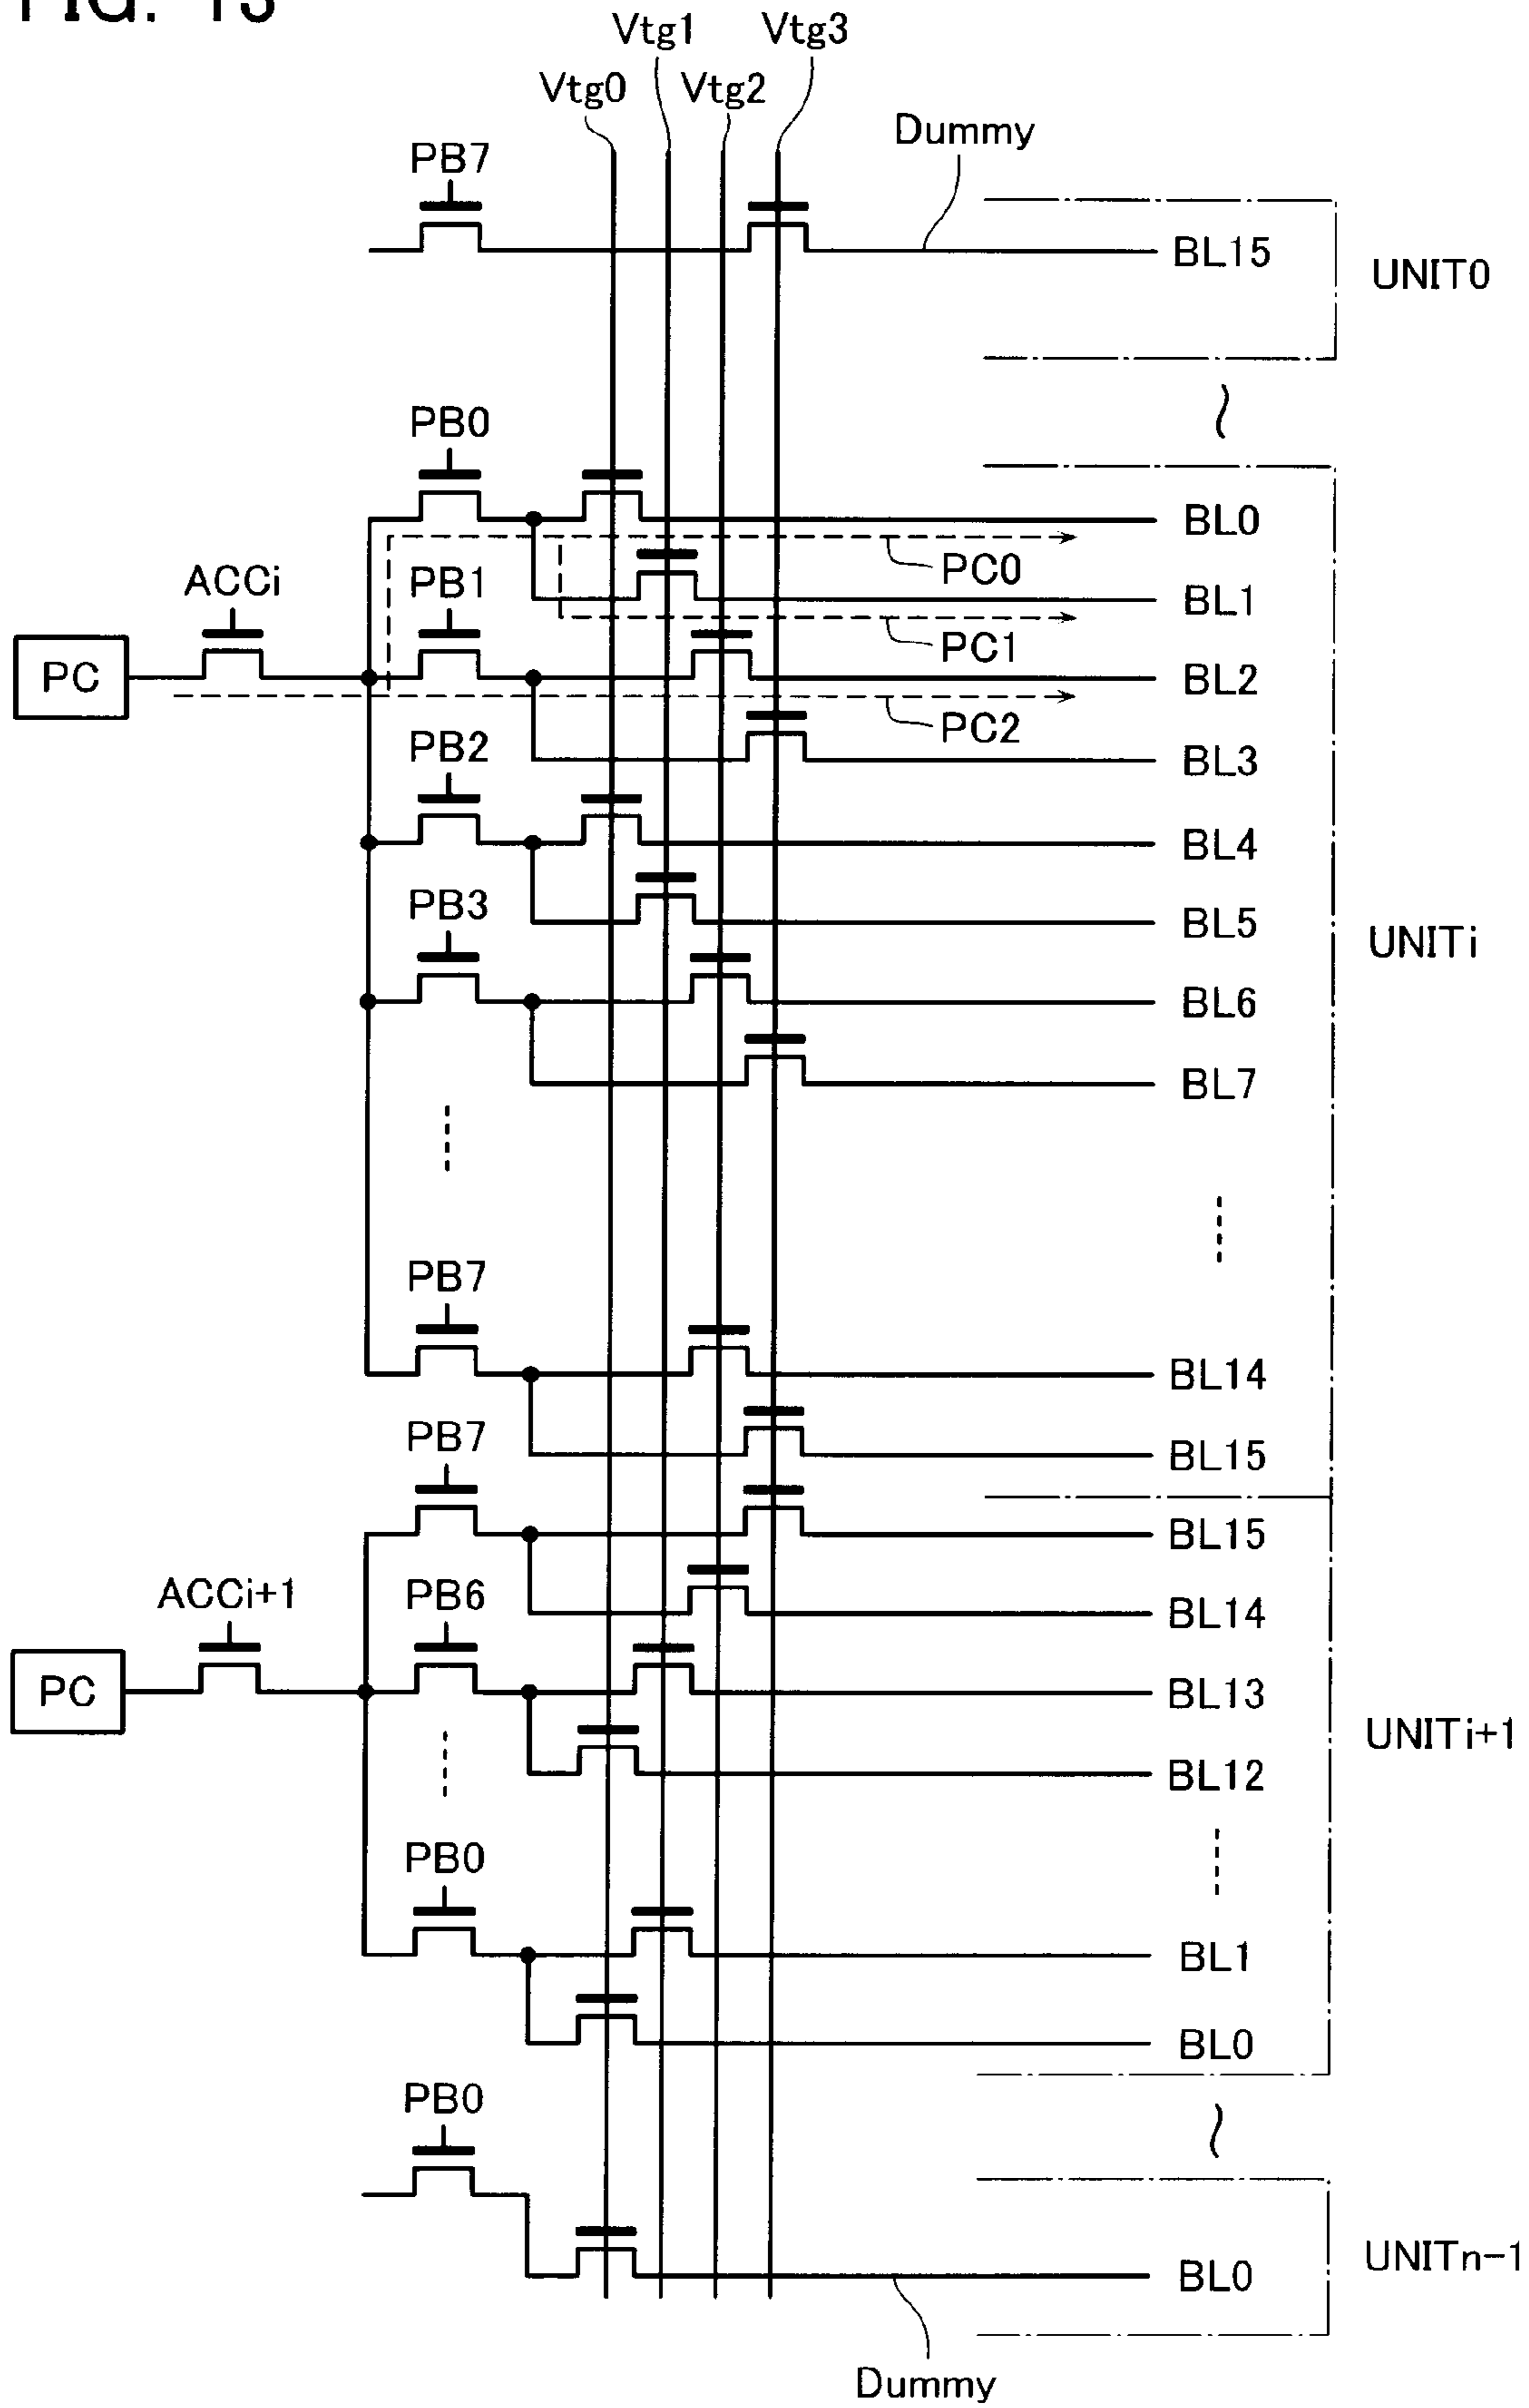 FIG. 13
Vtg1 Vtg3
Vtg0 Vtg2
Dummy
PB7
BL15
UNIT0
PB0
BL0
PC0
ACCi
PB1
BL1
PC1
PC
BL2
PC2
PB2
BL3
BL4
PB3
BL5
UNITi
BL6
BL7
PB7
BL14
PB7
BL15
BL15
ACCi+1
PB6
BL14
PC
BL13
UNITi+1
BL12
PB0
BL1
BL0
PB0
UNITn-1
BL0
Dummy